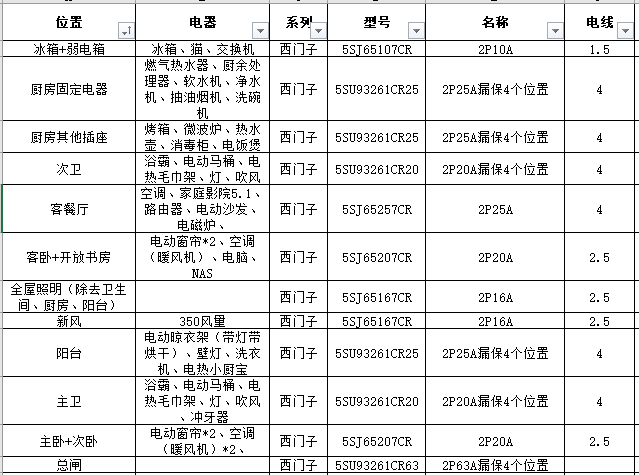 位置 电器 系列 型号 名称 电线
冰箱+弱电箱 冰箱、猫、交换机 西门子 5SJ65107CR 2P10A 1.5
厨房固定电器 燃气热水器、厨余处
理器、软水机、净水
机、抽油烟机、洗碗
机 西门子 5SU93261CR25 2P25A漏保4个位置 4
厨房其他插座 烤箱、微波炉、热水
壶、消毒柜、电饭煲 西门子 5SU93261CR25 2P25A漏保4个位置 4
次卫 浴霸、电动马桶、电
热毛巾架、灯、吹风 西门子 5SU93261CR20 2P20A漏保4个位置 4
客餐厅 空调、家庭影院5.1、
路由器、电动沙发、
电磁炉、 西门子 5SJ65257CR 2P25A 4
客卧+开放书房 电动窗帘*2、空调
（暖风机）、电脑、
NAS 西门子 5SJ65207CR 2P20A 2.5
全屋照明（除去卫生
间、厨房、阳台） 西门子 5SJ65167CR 2P16A 2.5
新风 350风量 西门子 5SJ65167CR 2P16A 2.5
阳台 电动晾衣架（带灯带
烘干）、壁灯、洗衣
机、电热小厨宝 西门子 5SU93261CR25 2P25A漏保4个位置 4
主卫 浴霸、电动马桶、电
热毛巾架、灯、吹风
、冲牙器 西门子 5SU93261CR20 2P20A漏保4个位置 4
主卧+次卧 电动窗帘*2、空调
（暖风机）*2、 西门子 5SJ65207CR 2P20A 2.5
总闸 西门子 5SU93261CR63 2P63A漏保4个位置